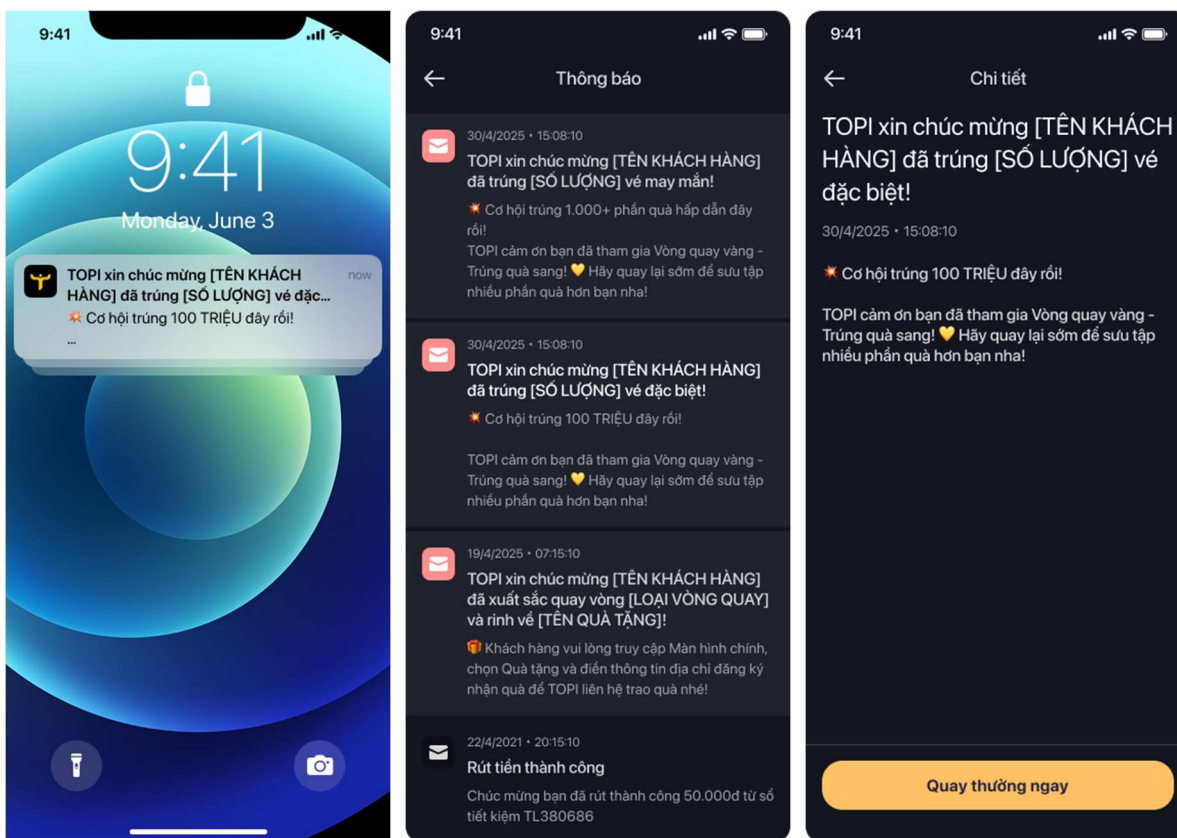 9:41
9:41
Monday, June 3
TOPI xin chúc mừng [TÊN KHÁCH
HÀNG] đã trúng [SỐ LƯỢNG] vé đặc...
now
💥 Cơ hội trúng 100 TRIỆU đây rồi!
...
9:41
Thông báo
30/4/2025 • 15:08:10
TOPI xin chúc mừng [TÊN KHÁCH HÀNG]
đã trúng [SỐ LƯỢNG] vé may mắn!
💥 Cơ hội trúng 1.000+ phần quà hấp dẫn đây
rồi!
TOPI cảm ơn bạn đã tham gia Vòng quay vàng -
Trúng quà sang! 💛 Hãy quay lại sớm để sưu tập
nhiều phần quà hơn bạn nha!
30/4/2025 • 15:08:10
TOPI xin chúc mừng [TÊN KHÁCH HÀNG]
đã trúng [SỐ LƯỢNG] vé đặc biệt!
💥 Cơ hội trúng 100 TRIỆU đây rồi!
TOPI cảm ơn bạn đã tham gia Vòng quay vàng -
Trúng quà sang! 💛 Hãy quay lại sớm để sưu tập
nhiều phần quà hơn bạn nha!
19/4/2025 • 07:15:10
TOPI xin chúc mừng [TÊN KHÁCH HÀNG]
đã xuất sắc quay vòng [LOẠI VÒNG QUAY]
và rinh về [TÊN QUÀ TẶNG]!
🎁 Khách hàng vui lòng truy cập Màn hình chính,
chọn Quà tặng và điền thông tin địa chỉ đăng ký
nhận quà để TOPI liên hệ trao quà nhé!
22/4/2021 • 20:15:10
Rút tiền thành công
Chúc mừng bạn đã rút thành công 50.000đ từ sổ
tiết kiệm TL380686
9:41
Chi tiết
TOPI xin chúc mừng [TÊN KHÁCH
HÀNG] đã trúng [SỐ LƯỢNG] vé
đặc biệt!
30/4/2025 • 15:08:10
💥 Cơ hội trúng 100 TRIỆU đây rồi!
TOPI cảm ơn bạn đã tham gia Vòng quay vàng -
Trúng quà sang! 💛 Hãy quay lại sớm để sưu tập
nhiều phần quà hơn bạn nha!
Quay thưởng ngay